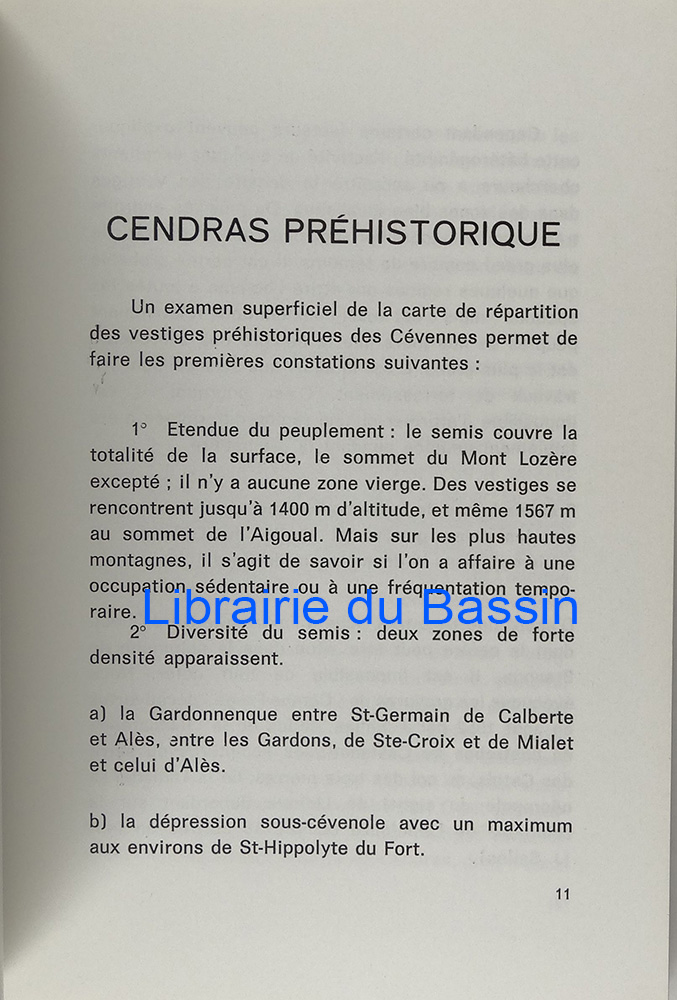 CENDRAS PRÉHISTORIQUE
Un examen superficiel de la carte de répartition
des vestiges préhistoriques des Cévennes permet de
faire les premières constations suivantes :
1° Etendue du peuplement : le semis couvre la
totalité de la surface, le sommet du Mont Lozère
excepté ; il n'y a aucune zone vierge. Des vestiges se
rencontrent jusqu'à 1400 m d'altitude, et même 1567 m
au sommet de l'Aigoual. Mais sur les plus hautes
montagnes, il s'agit de savoir si l'on a affaire à une
occupation sédentaire ou à une fréquentation tempo-
raire.
Librairie du Bassin
2° Diversité du semis : deux zones de forte
densité apparaissent.
a) la Gardonnenque entre St-Germain de Calberte
et Alès, entre les Gardons, de Ste-Croix et de Mialet
et celui d'Alès.
b) la dépression sous-cévenole avec un maximum
aux environs de St-Hippolyte du Fort.
11